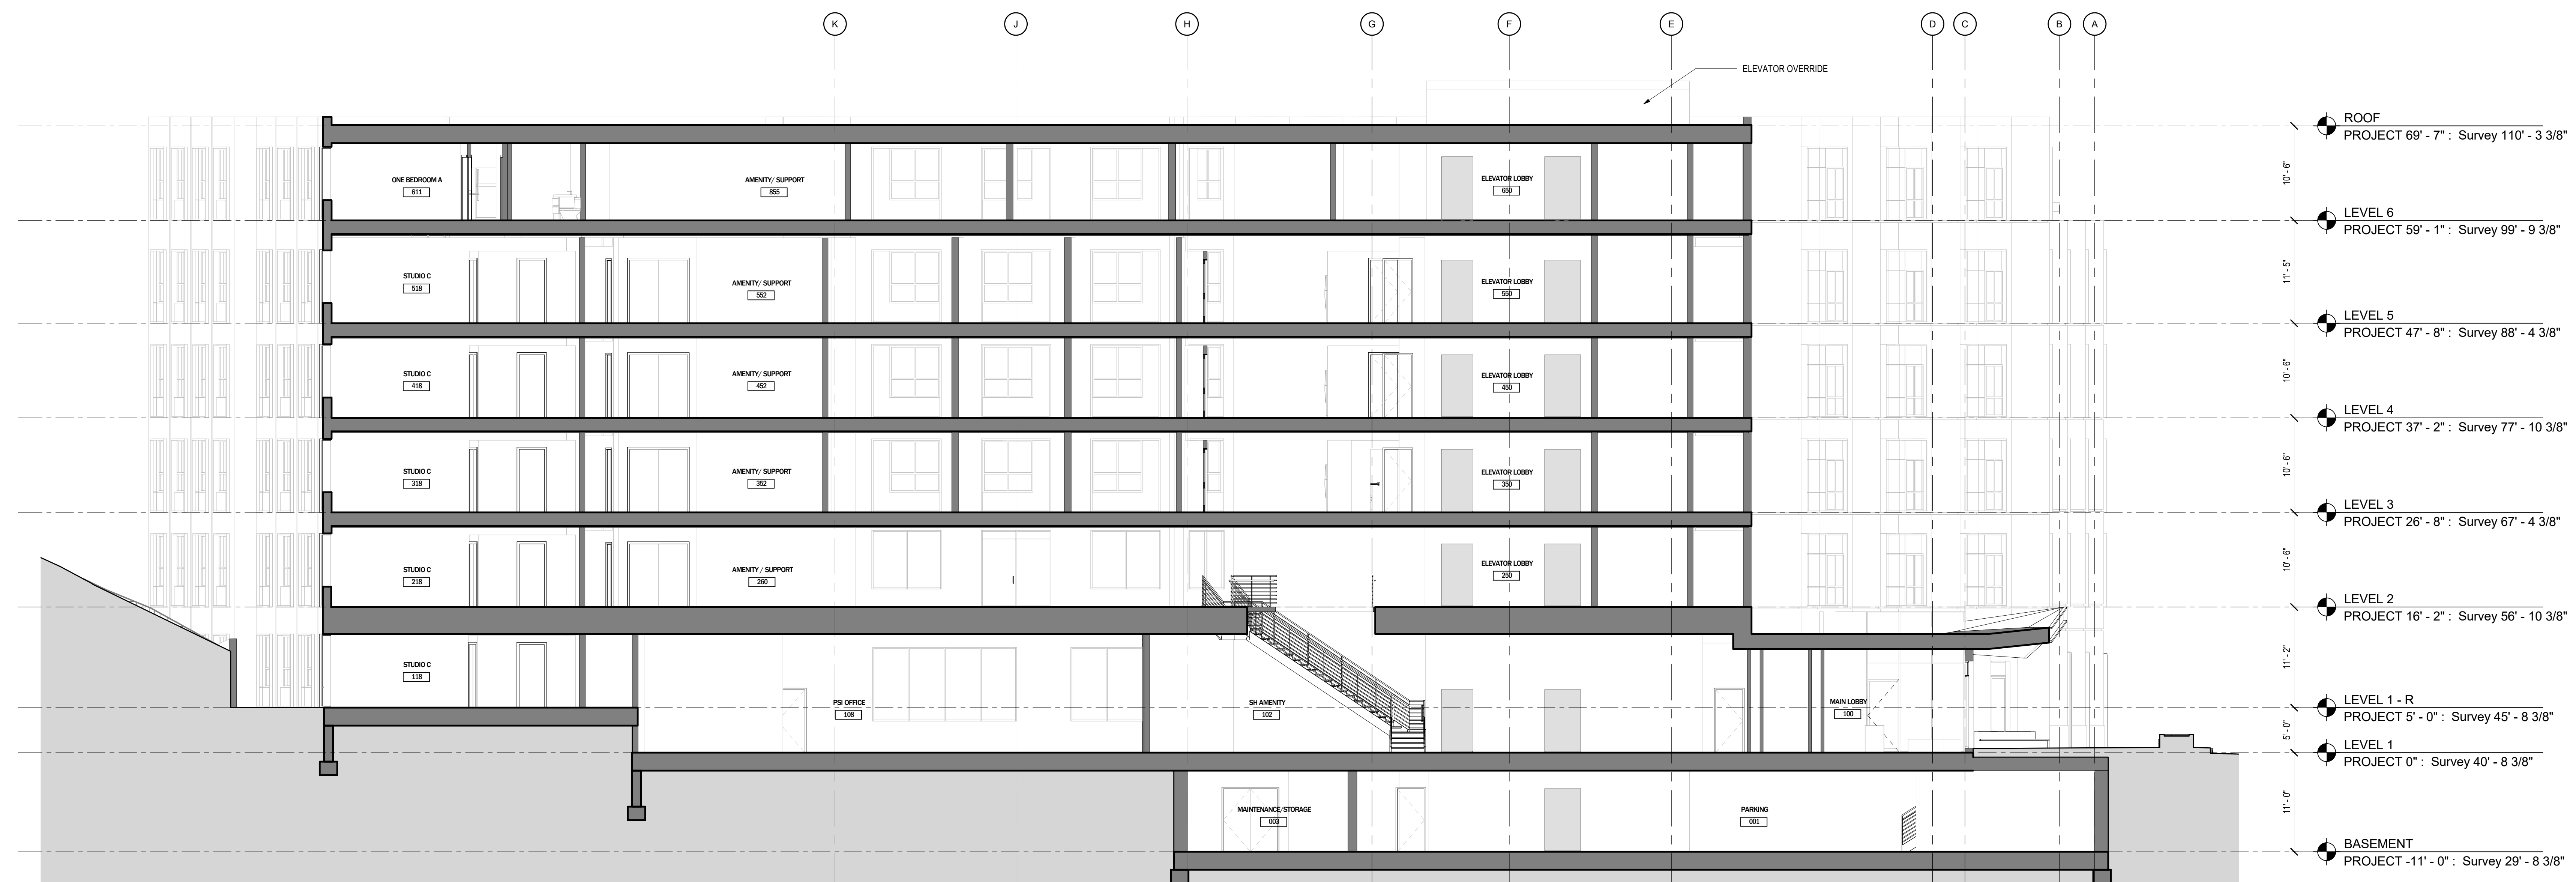 K
J
H
G
F
E
D
C
B
A
ELEVATOR OVERRIDE
ROOF
PROJECT 69' - 7" : Survey 110' - 3 3/8"
10' - 6"
ONE BEDROOM A
611
AMENITY/ SUPPORT
855
ELEVATOR LOBBY
650
LEVEL 6
PROJECT 59' - 1" : Survey 99' - 9 3/8"
11' - 5"
STUDIO C
518
AMENITY/ SUPPORT
552
ELEVATOR LOBBY
550
LEVEL 5
PROJECT 47' - 8" : Survey 88' - 4 3/8"
10' - 6"
STUDIO C
418
AMENITY/ SUPPORT
452
ELEVATOR LOBBY
450
LEVEL 4
PROJECT 37' - 2" : Survey 77' - 10 3/8"
10' - 6"
STUDIO C
318
AMENITY/ SUPPORT
352
ELEVATOR LOBBY
350
LEVEL 3
PROJECT 26' - 8" : Survey 67' - 4 3/8"
10' - 6"
STUDIO C
218
AMENITY / SUPPORT
260
ELEVATOR LOBBY
250
LEVEL 2
PROJECT 16' - 2" : Survey 56' - 10 3/8"
11' - 2"
STUDIO C
118
PSI OFFICE
108
SH AMENITY
102
MAIN LOBBY
100
LEVEL 1 - R
PROJECT 5' - 0" : Survey 45' - 8 3/8"
5' - 0"
LEVEL 1
PROJECT 0" : Survey 40' - 8 3/8"
11' - 0"
MAINTENANCE/STORAGE
003
PARKING
001
BASEMENT
PROJECT -11' - 0" : Survey 29' - 8 3/8"